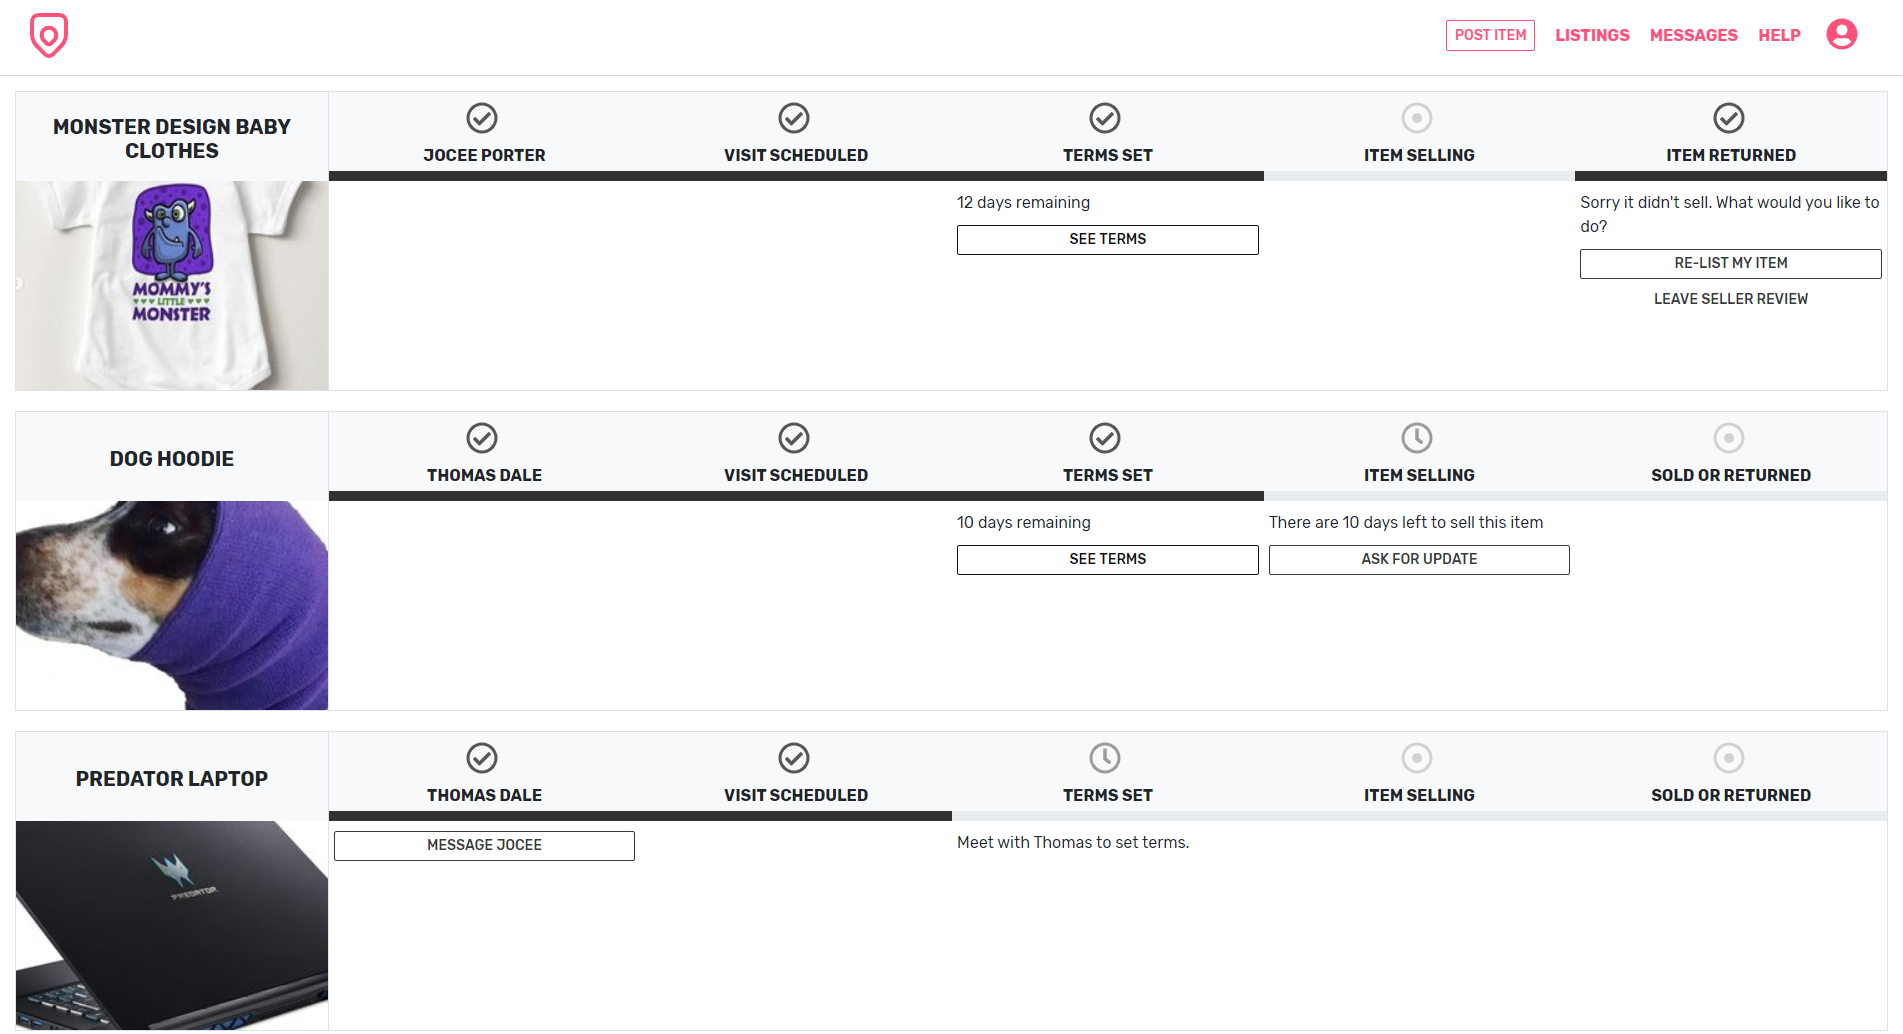 POST ITEM
LISTINGS
MESSAGES
HELP
MONSTER DESIGN BABY
CLOTHES
JOCEE PORTER
VISIT SCHEDULED
TERMS SET
ITEM SELLING
ITEM RETURNED
MOMMY'S
LITTLE
MONSTER
12 days remaining
SEE TERMS
Sorry it didn't sell. What would you like to
do?
RE-LIST MY ITEM
LEAVE SELLER REVIEW
DOG HOODIE
THOMAS DALE
VISIT SCHEDULED
TERMS SET
ITEM SELLING
SOLD OR RETURNED
10 days remaining
SEE TERMS
There are 10 days left to sell this item
ASK FOR UPDATE
PREDATOR LAPTOP
THOMAS DALE
VISIT SCHEDULED
TERMS SET
ITEM SELLING
SOLD OR RETURNED
PREDATOR
MESSAGE JOCEE
Meet with Thomas to set terms.